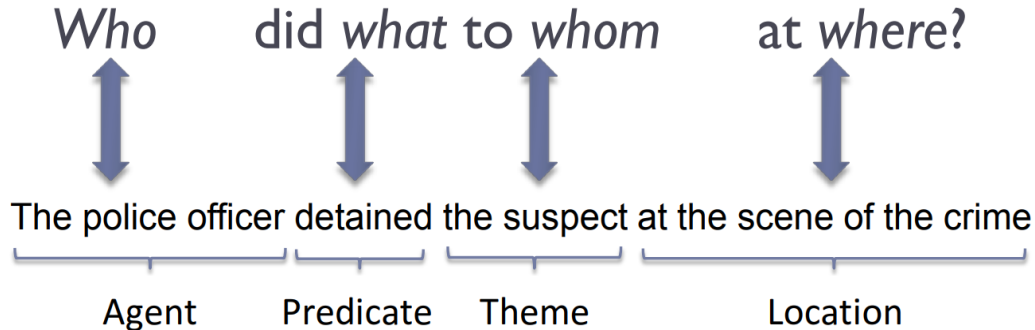 Who did what to whom at where?
The police officer detained the suspect at the scene of the crime
Agent Predicate Theme Location